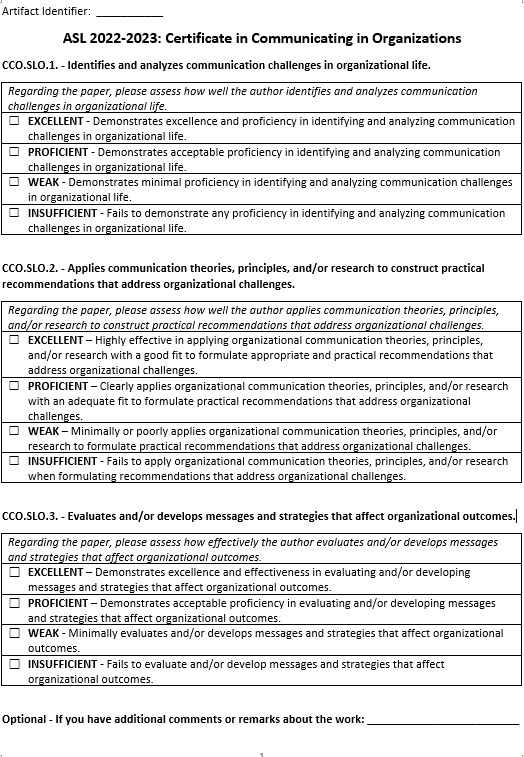 Artifact Identifier: ___________
ASL 2022-2023: Certificate in Communicating in Organizations
CCO.SLO.1. - Identifies and analyzes communication challenges in organizational life.
Regarding the paper, please assess how well the author identifies and analyzes communication
challenges in organizational life.
☐ EXCELLENT - Demonstrates excellence and proficiency in identifying and analyzing communication
challenges in organizational life.
☐ PROFICIENT - Demonstrates acceptable proficiency in identifying and analyzing communication
challenges in organizational life.
☐ WEAK - Demonstrates minimal proficiency in identifying and analyzing communication challenges
in organizational life.
☐ INSUFFICIENT - Fails to demonstrate any proficiency in identifying and analyzing communication
challenges in organizational life.
CCO.SLO.2. - Applies communication theories, principles, and/or research to construct practical
recommendations that address organizational challenges.
Regarding the paper, please assess how well the author applies communication theories, principles,
and/or research to construct practical recommendations that address organizational challenges.
☐ EXCELLENT – Highly effective in applying organizational communication theories, principles,
and/or research with a good fit to formulate appropriate and practical recommendations that
address organizational challenges.
☐ PROFICIENT – Clearly applies organizational communication theories, principles, and/or research
with an adequate fit to formulate practical recommendations that address organizational
challenges.
☐ WEAK – Minimally or poorly applies organizational communication theories, principles, and/or
research to formulate practical recommendations that address organizational challenges.
☐ INSUFFICIENT - Fails to apply organizational communication theories, principles, and/or research
when formulating recommendations that address organizational challenges.
CCO.SLO.3. - Evaluates and/or develops messages and strategies that affect organizational outcomes.
Regarding the paper, please assess how effectively the author evaluates and/or develops messages
and strategies that affect organizational outcomes.
☐ EXCELLENT – Demonstrates excellence and effectiveness in evaluating and/or developing
messages and strategies that affect organizational outcomes.
☐ PROFICIENT – Demonstrates acceptable proficiency in evaluating and/or developing messages
and strategies that affect organizational outcomes.
☐ WEAK - Minimally evaluates and/or develops messages and strategies that affect organizational
outcomes.
☐ INSUFFICIENT - Fails to evaluate and/or develop messages and strategies that affect
organizational outcomes.
Optional - If you have additional comments or remarks about the work: _________________________